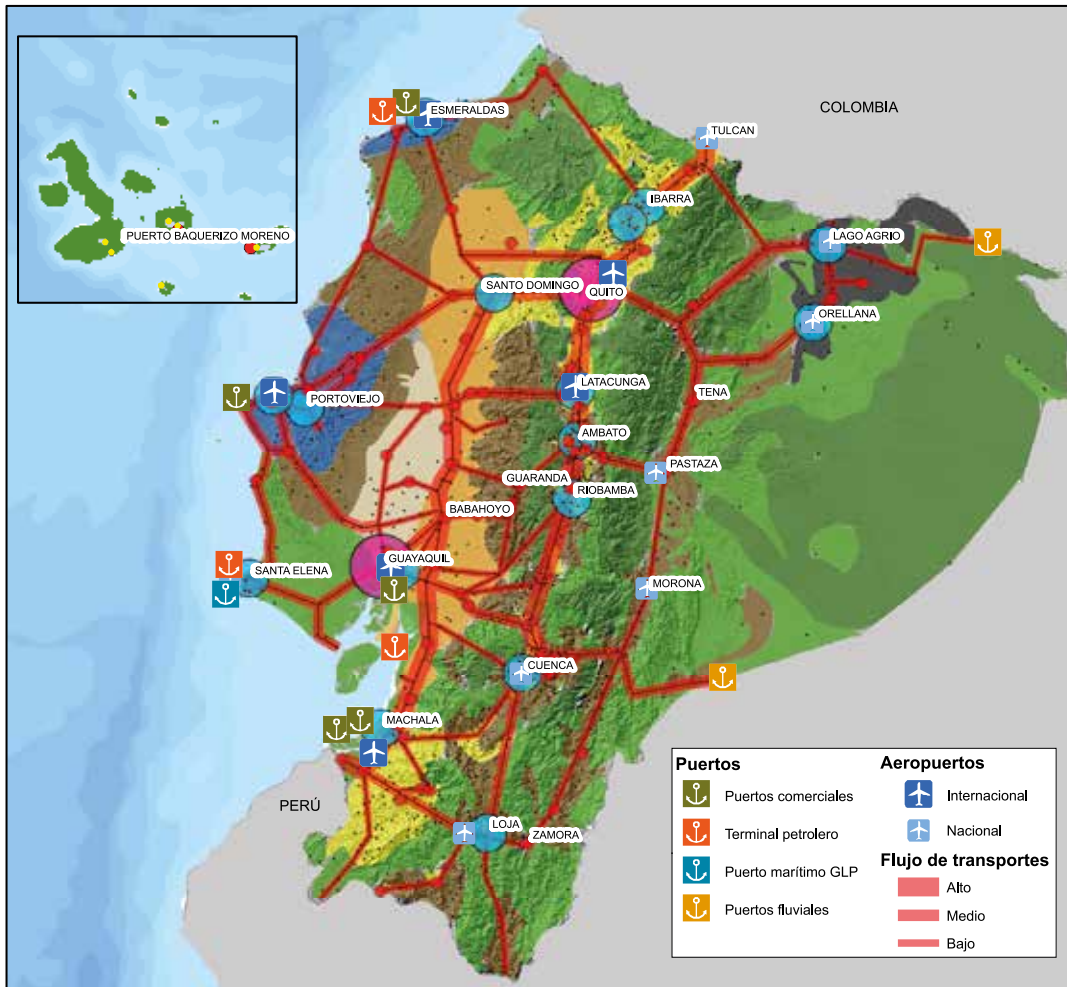 COLOMBIA
ESMERALDAS
TULCAN
IBARRA
PUERTO BAQUERIZO MORENO
LAGO AGRIO
SANTO DOMINGO
QUITO
ORELLANA
LATACUNGA
TENA
PORTOVIEJO
AMBATO
PASTAZA
GUARANDA
RIOBAMBA
BABAHOYO
GUAYAQUIL
SANTA ELENA
MORONA
CUENCA
MACHALA
PERÚ
LOJA
ZAMORA
Puertos
Puertos comerciales
Terminal petrolero
Puerto marítimo GLP
Puertos fluviales
Aeropuertos
Internacional
Nacional
Flujo de transportes
Alto
Medio
Bajo